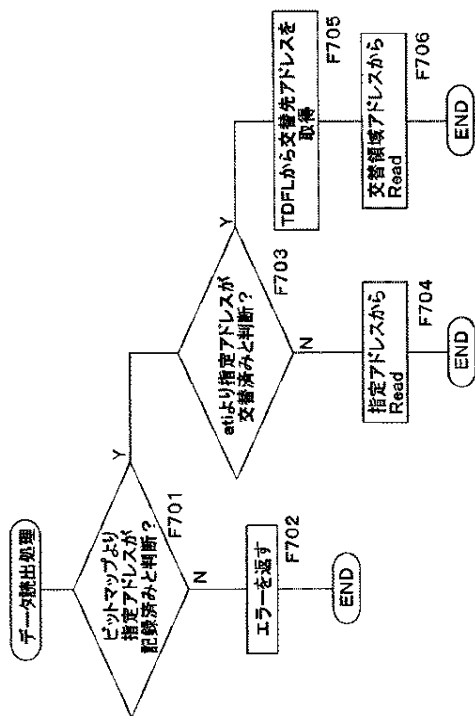 データ読出処理
ビットマップより
指定アドレスが
記録済みと判断？
F701
Y
N
エラーを返す
F702
END
etiより指定アドレスが
交替済みと判断？
F703
Y
N
指定アドレスから
Read
F704
END
TDFLから交替先アドレスを
取得
F705
交替領域アドレスから
Read
F706
END